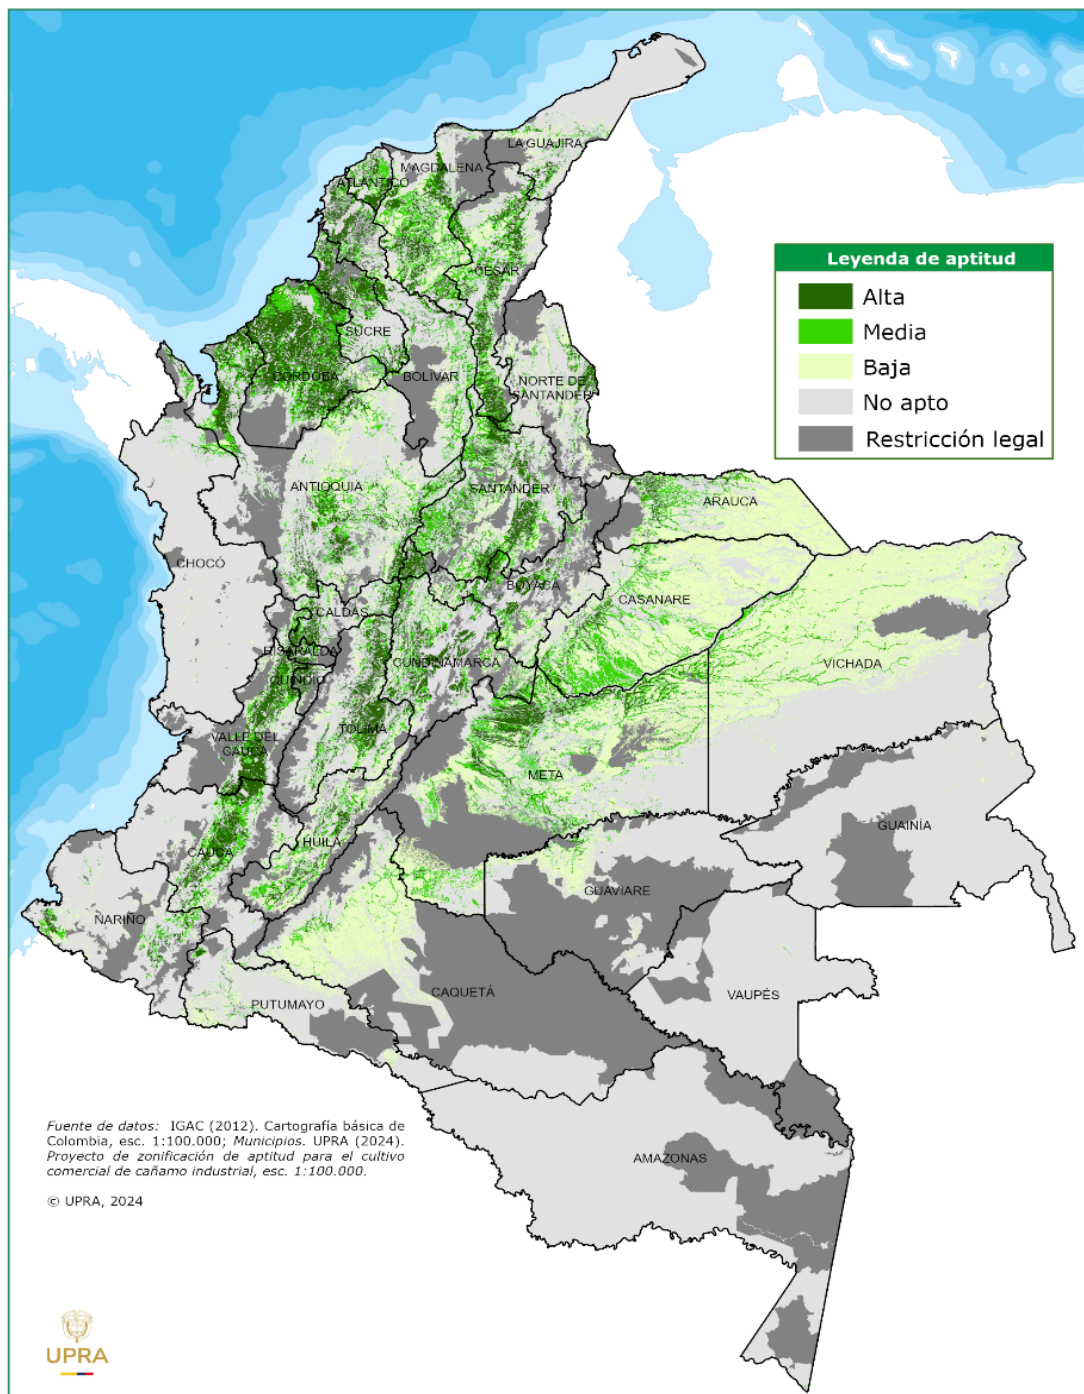 LA GUAJIRA
MAGDALENA
ATLÁNTICO
CESAR
SUCRE
CÓRDOBA
BOLÍVAR
NORTE DE
SANTANDER
ANTIOQUIA
SANTANDER
ARAUCA
CHOCÓ
BOYACÁ
CASANARE
CALDAS
RISARALDA
CUNDINAMARCA
VICHADA
QUINDIO
TOLIMA
VALLE DEL
CAUCA
META
GUAINÍA
CAUCA
HUILA
GUAVIARE
NARIÑO
CAQUETÁ
VAUPÉS
PUTUMAYO
AMAZONAS
Leyenda de aptitud
Alta
Media
Baja
No apto
Restricción legal
Fuente de datos: IGAC (2012). Cartografía básica de
Colombia, esc. 1:100.000; Municipios. UPRA (2024).
Proyecto de zonificación de aptitud para el cultivo
comercial de cañamo industrial, esc. 1:100.000.
© UPRA, 2024
UPRA